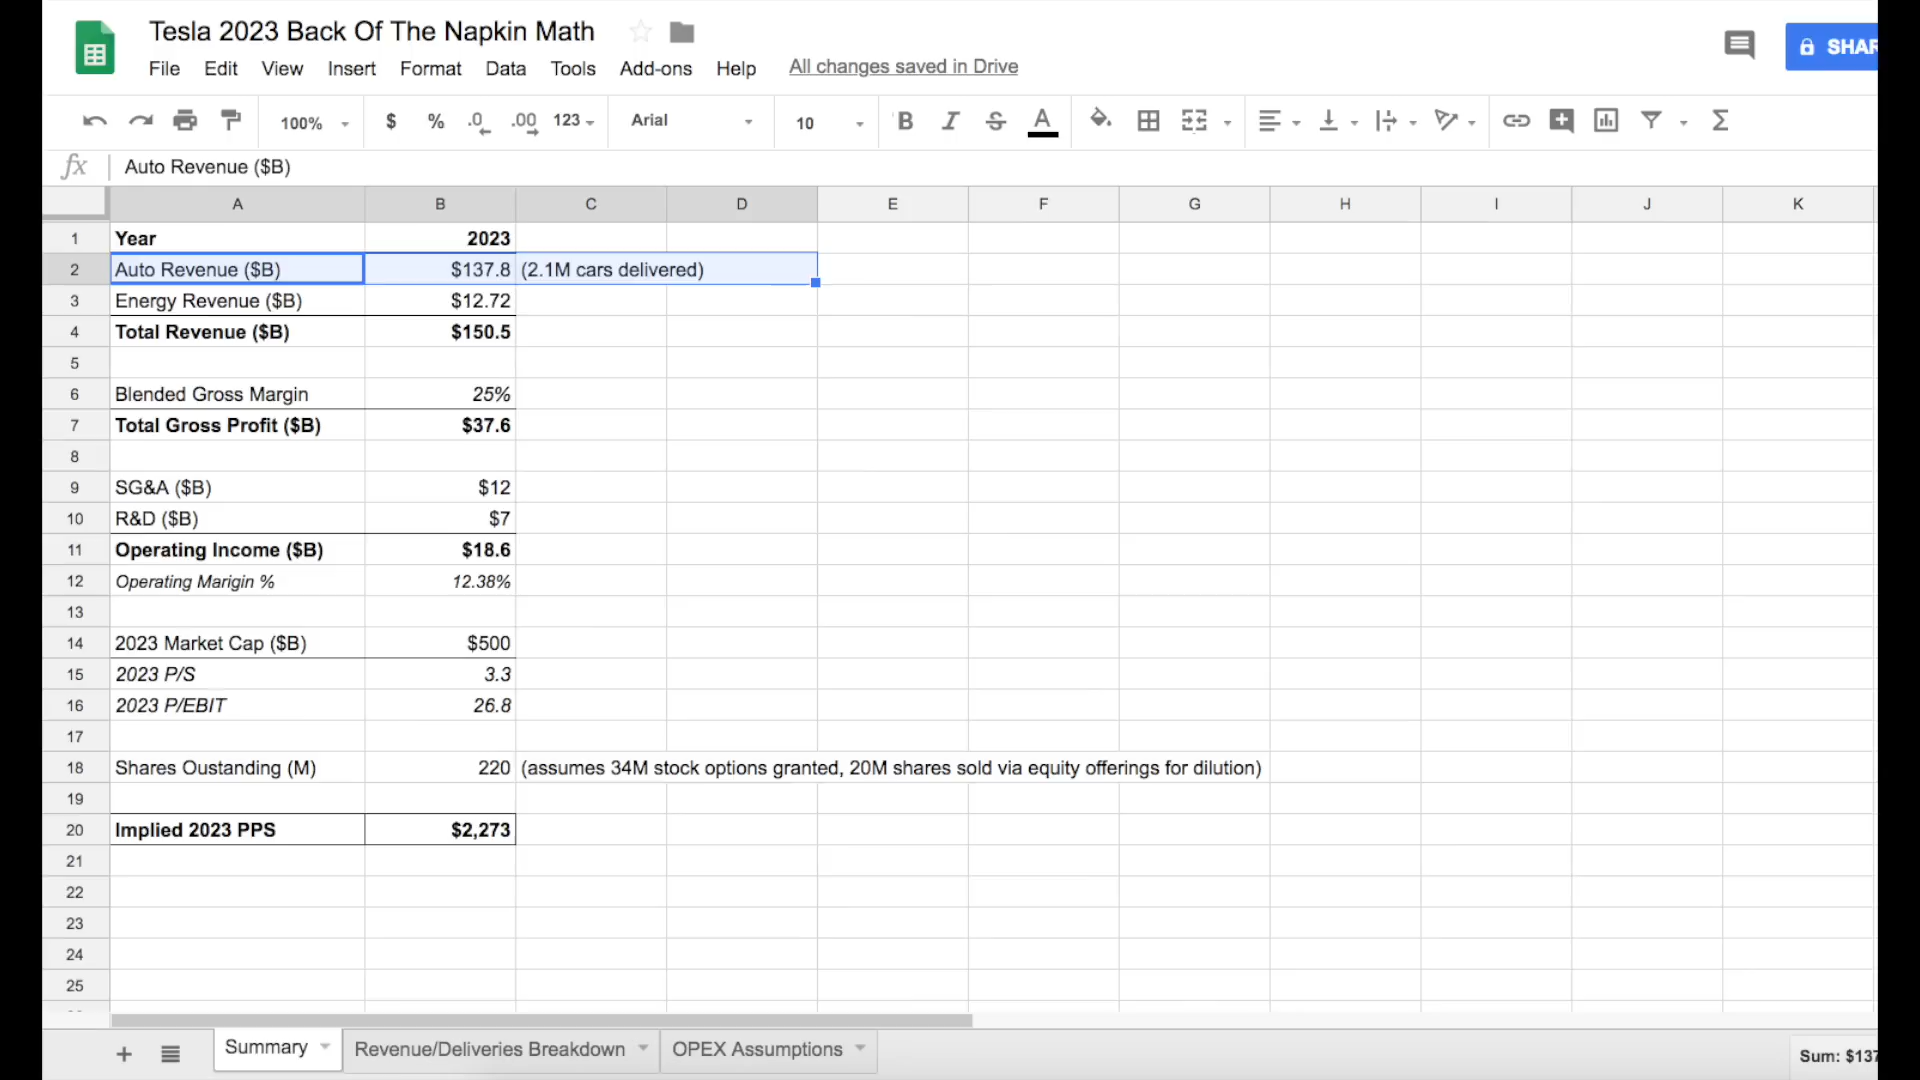 Tesla 2023 Back Of The Napkin Math
File Edit View Insert Format Data Tools Add-ons Help All changes saved in Drive
SHAR
100% $ % .0 .00 123 Arial 10 B I S A
fx Auto Revenue ($B)
A B C D E F G H I J K
1 Year 2023
2 Auto Revenue ($B) $137.8 (2.1M cars delivered)
3 Energy Revenue ($B) $12.72
4 Total Revenue ($B) $150.5
5
6 Blended Gross Margin 25%
7 Total Gross Profit ($B) $37.6
8
9 SG&A ($B) $12
10 R&D ($B) $7
11 Operating Income ($B) $18.6
12 Operating Marigin % 12.38%
13
14 2023 Market Cap ($B) $500
15 2023 P/S 3.3
16 2023 P/EBIT 26.8
17
18 Shares Oustanding (M) 220 (assumes 34M stock options granted, 20M shares sold via equity offerings for dilution)
19
20 Implied 2023 PPS $2,273
21
22
23
24
25
Summary Revenue/Deliveries Breakdown OPEX Assumptions Sum: $137